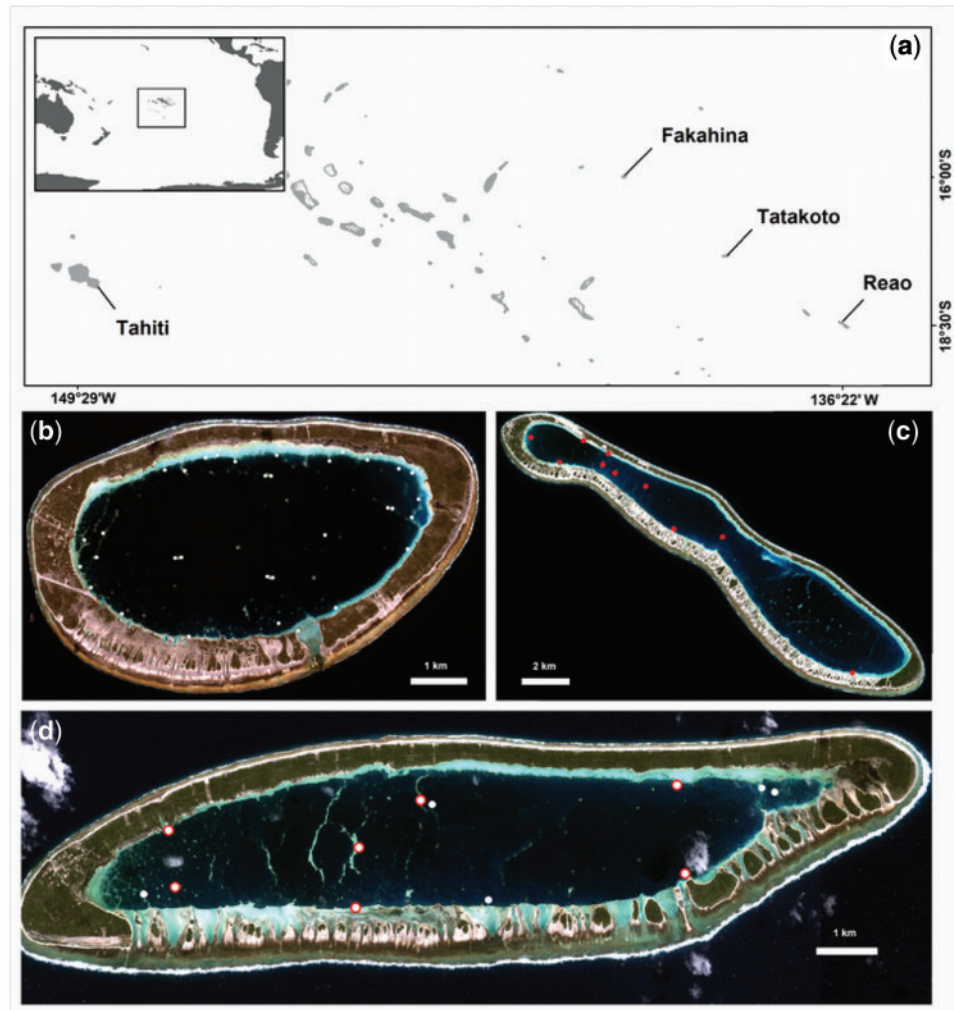 (a)
Fakahina
16°00'S
Tatakoto
Reao
Tahiti
18°30'S
149°29'W
136°22' W
(b)
1 km
(c)
2 km
(d)
1 km